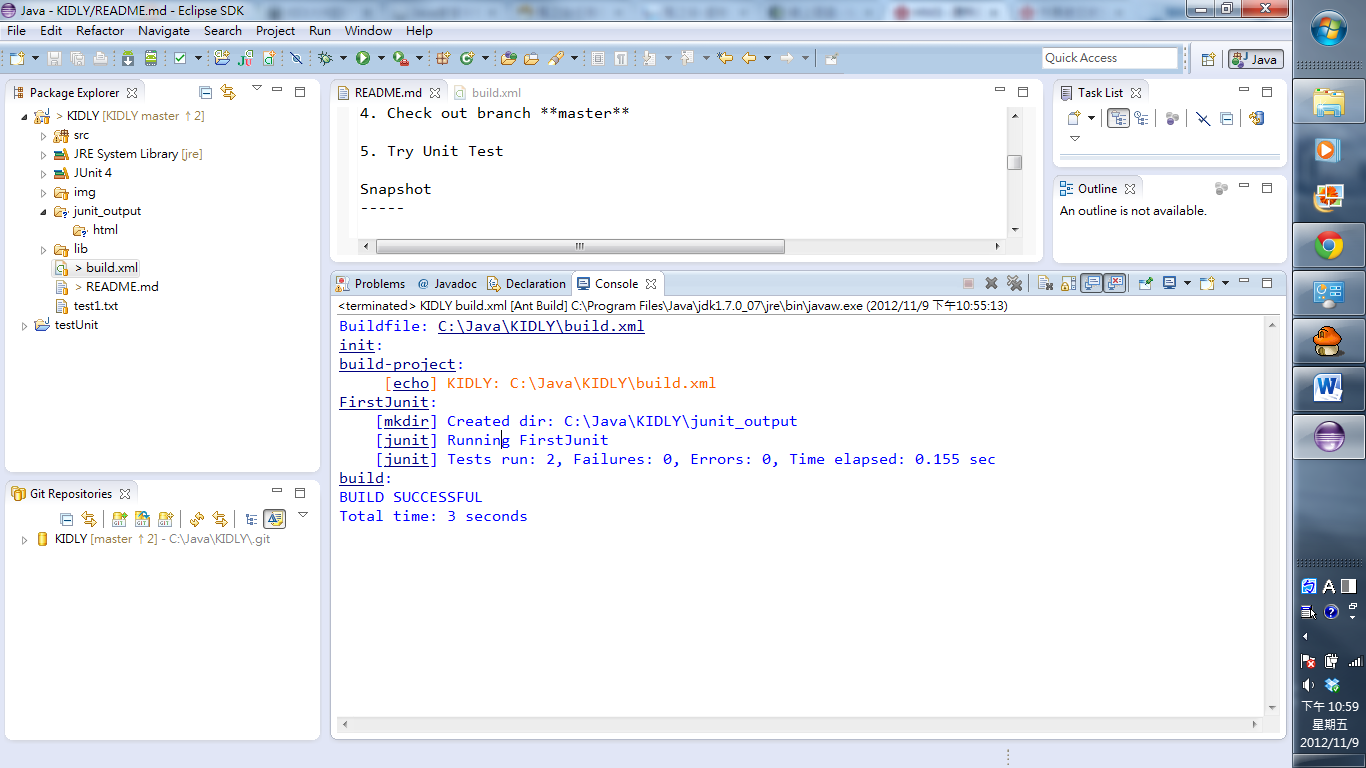 Java - KIDLY/README.md - Eclipse SDK
File Edit Refactor Navigate Search Project Run Window Help
Quick Access
Java
Package Explorer
> KIDLY [KIDLY master ↑2]
src
JRE System Library [jre]
JUnit 4
img
junit_output
html
lib
> build.xml
> README.md
test1.txt
testUnit
Git Repositories
KIDLY [master ↑2] - C:\Java\KIDLY\.git
README.md build.xml
4. Check out branch **master**
5. Try Unit Test
Snapshot
-----
Task List
Outline
An outline is not available.
Problems @ Javadoc Declaration Console
<terminated> KIDLY build.xml [Ant Build] C:\Program Files\Java\jdk1.7.0_07\jre\bin\javaw.exe (2012/11/9 下午10:55:13)
Buildfile: C:\Java\KIDLY\build.xml
init:
build-project:
[echo] KIDLY: C:\Java\KIDLY\build.xml
FirstJunit:
[mkdir] Created dir: C:\Java\KIDLY\junit_output
[junit] Running FirstJunit
[junit] Tests run: 2, Failures: 0, Errors: 0, Time elapsed: 0.155 sec
build:
BUILD SUCCESSFUL
Total time: 3 seconds
A
下午 10:59
星期五
2012/11/9